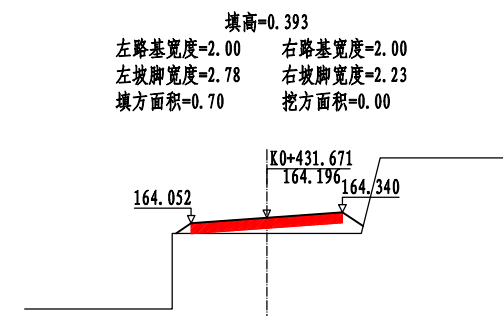 填高=0.393
左路基宽度=2.00 右路基宽度=2.00
左坡脚宽度=2.78 右坡脚宽度=2.23
填方面积=0.70 挖方面积=0.00
K0+431.671
164.196
164.052
164.340